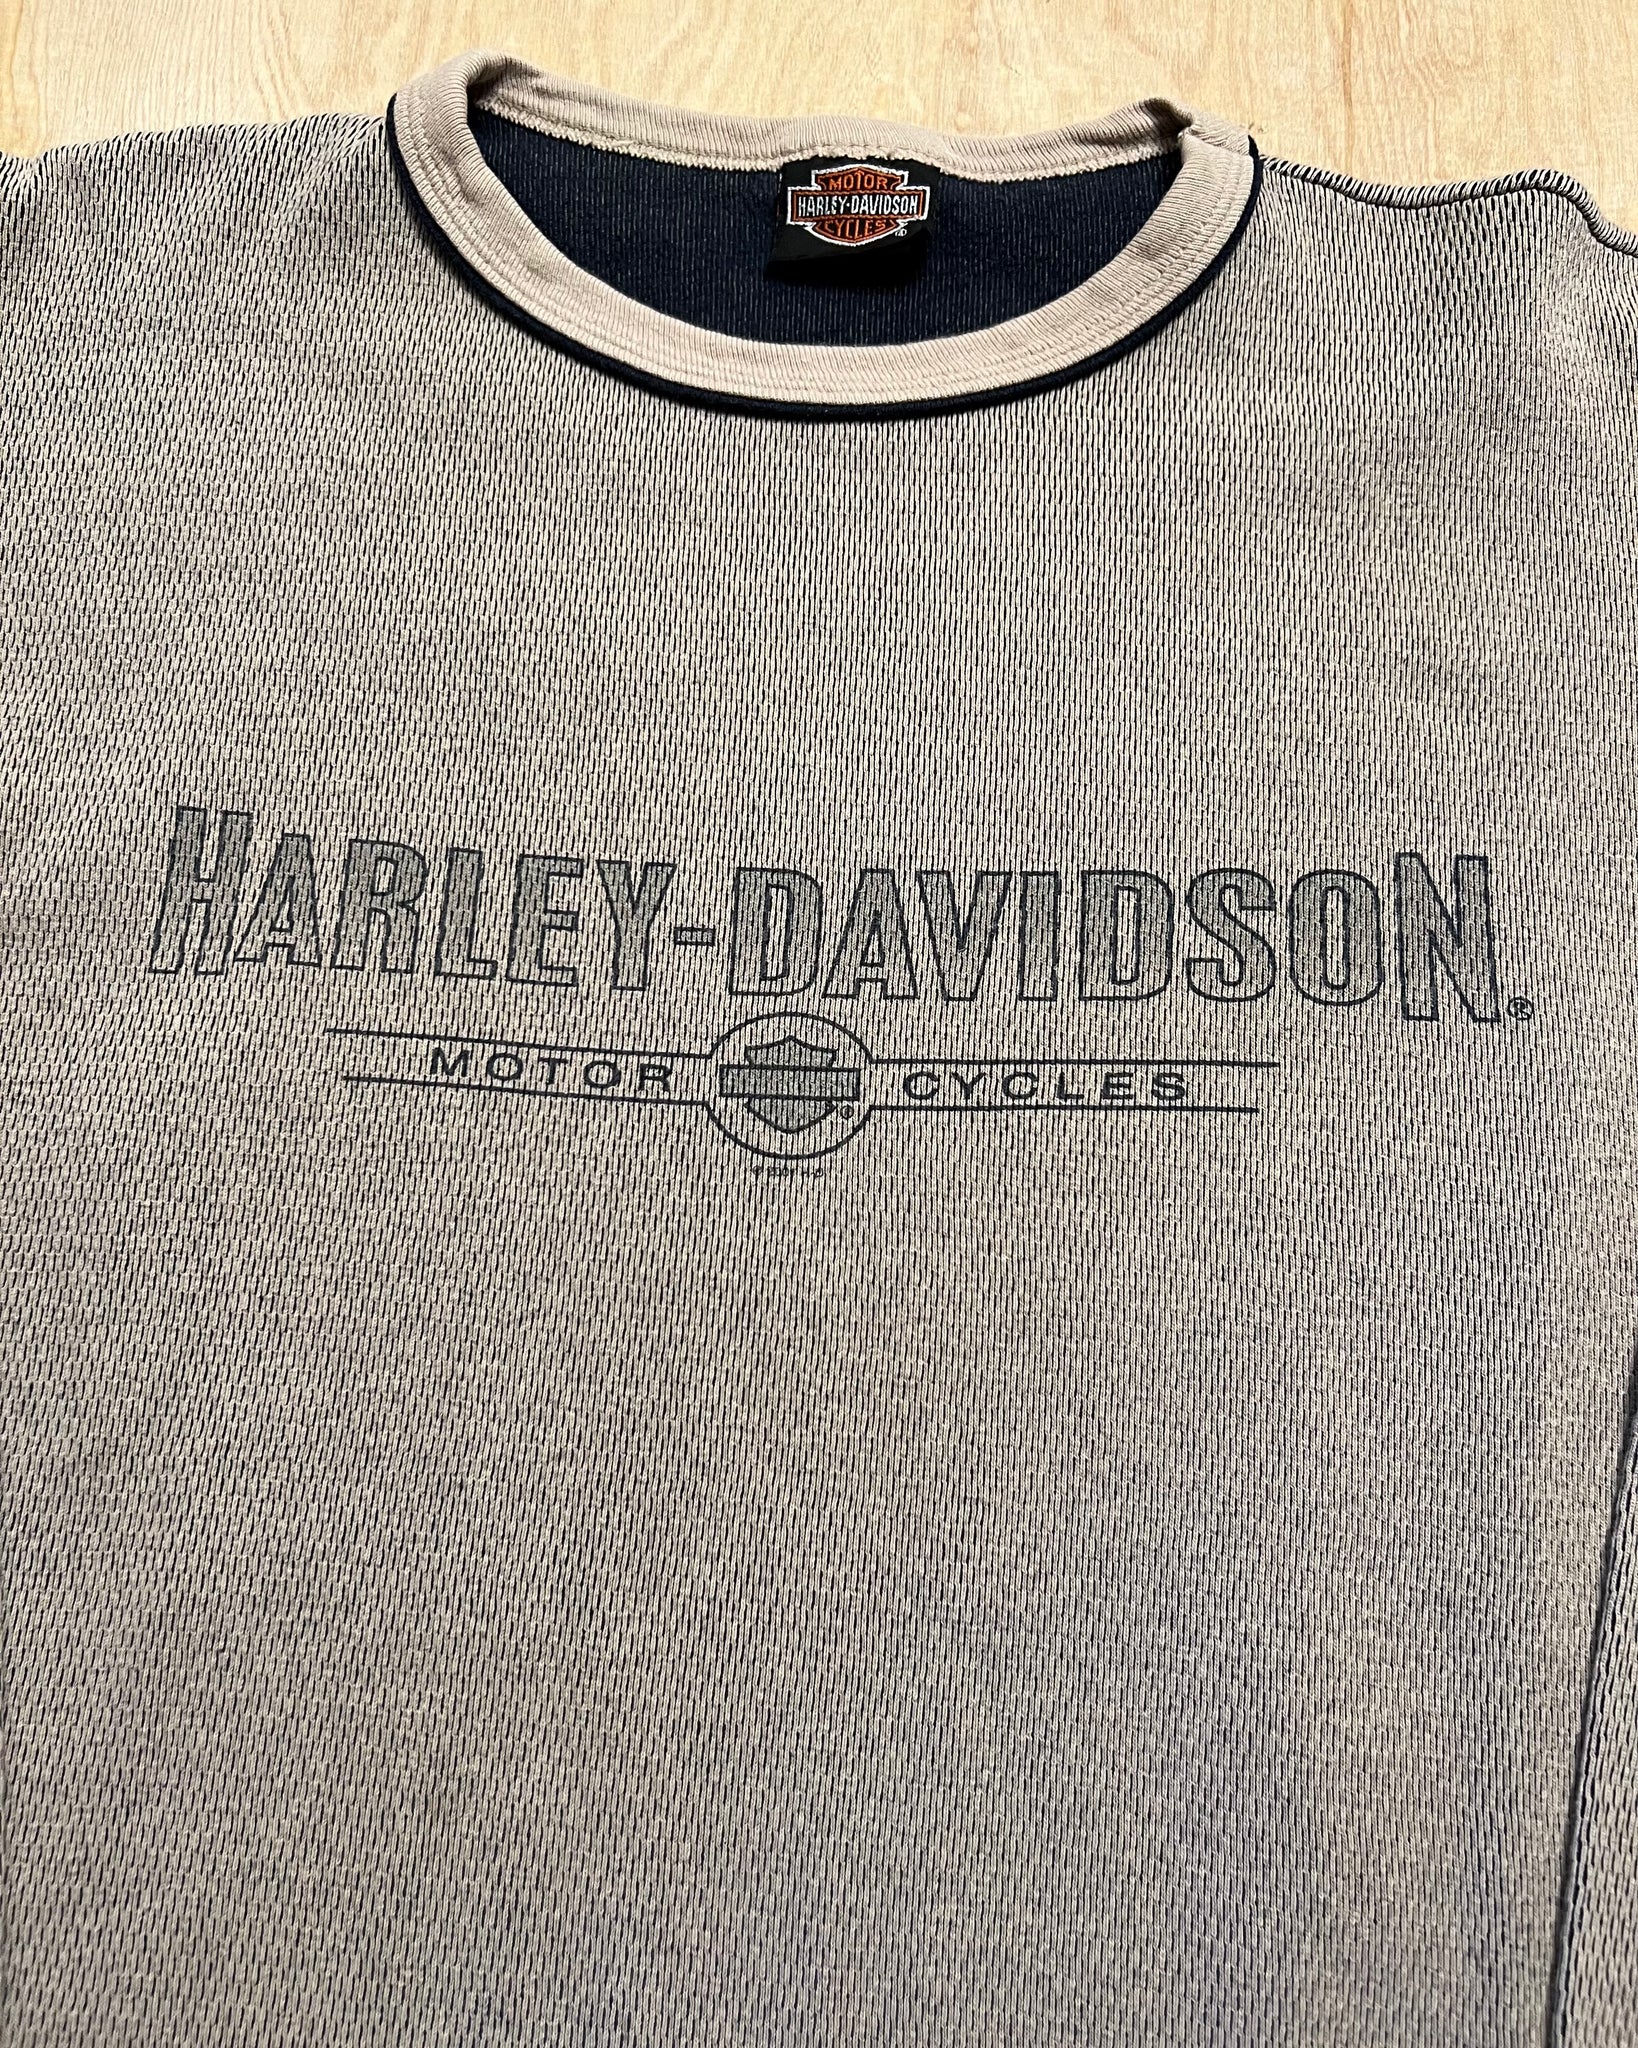 MOTOR
HARLEY-DAVIDSON
CYCLES
HARLEY-DAVIDSON®
MOTOR CYCLES
®
H-D